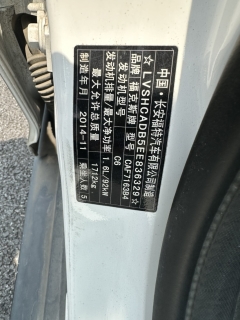 中国·长安福特汽车有限公司制造
☆LVSHCADB5EE836329☆
品牌 福克斯牌 型号 CAF7163B4
发动机型号 C6
发动机排量/最大净功率 1.6L/92kW
最大允许总质量 1712kg
制造年月 2014-11 乘坐人数 5